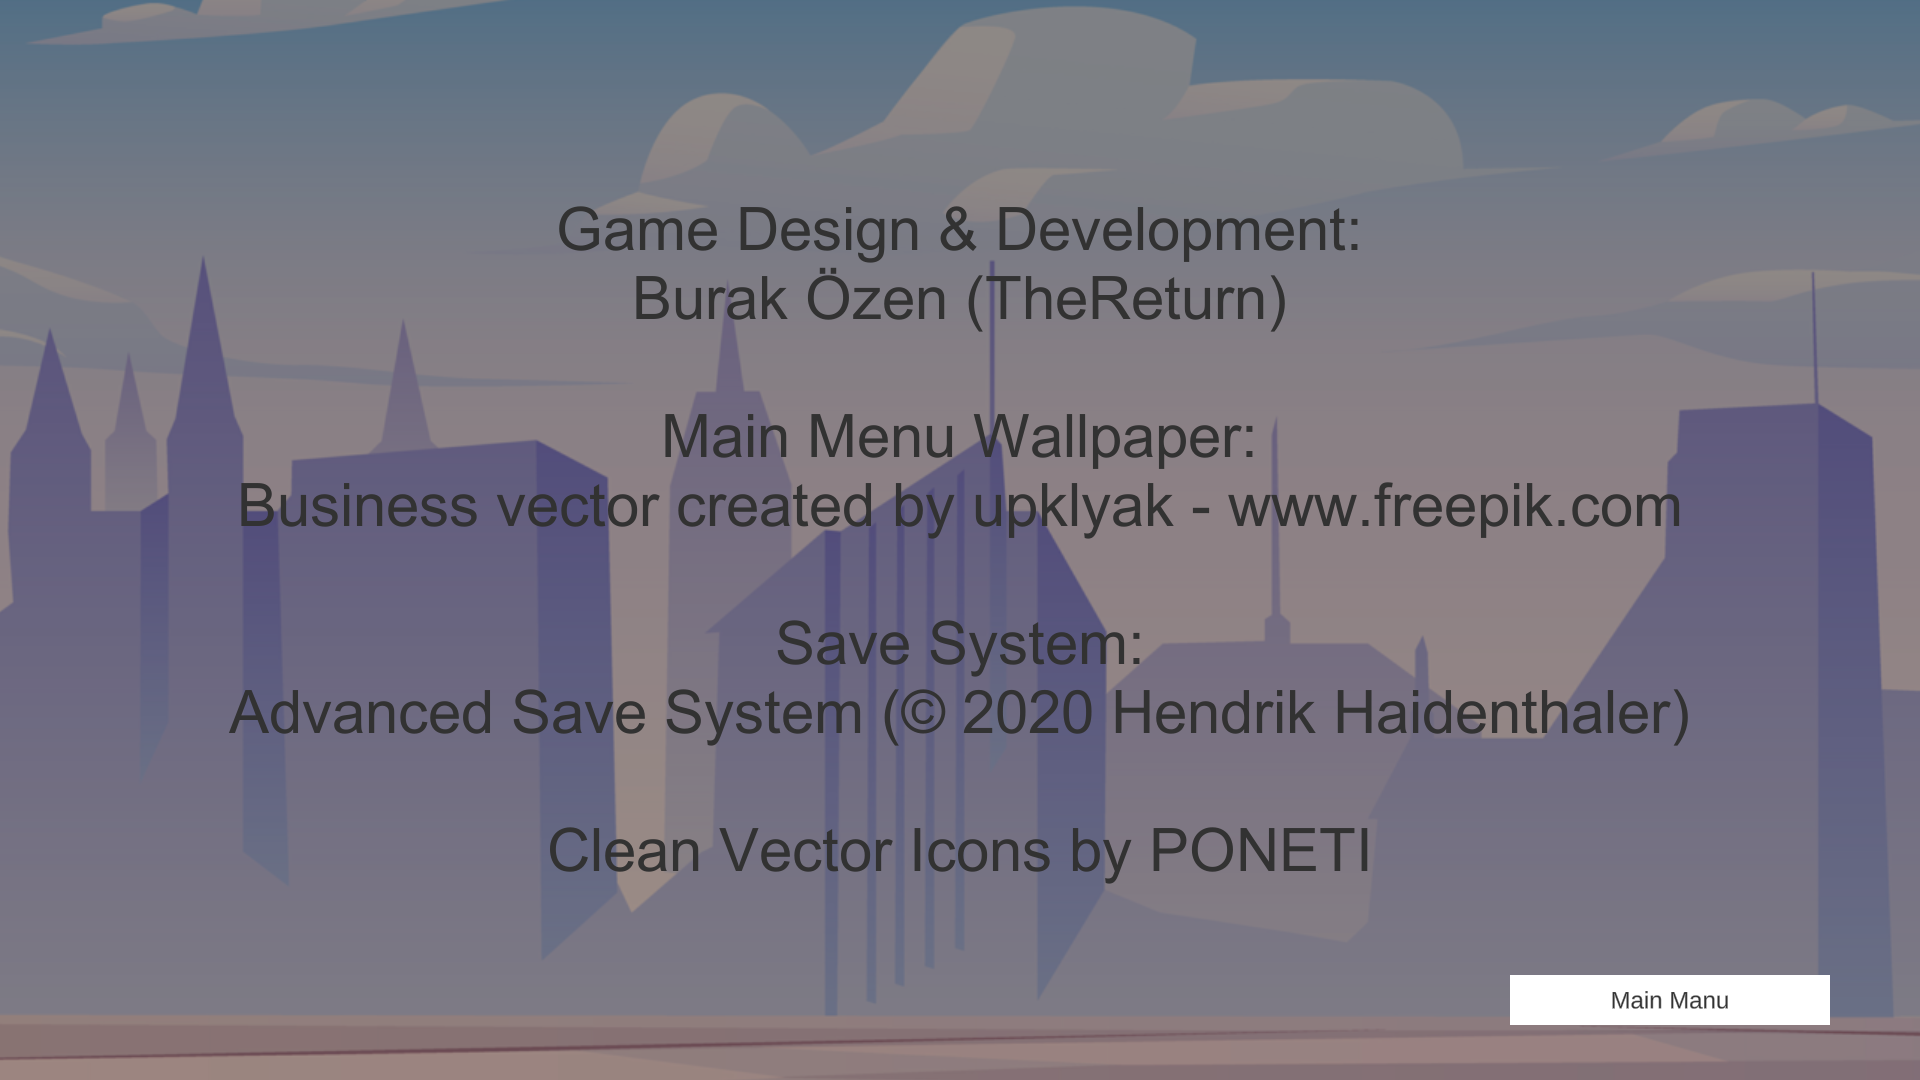 Game Design & Development:
Burak Özen (TheReturn)
Main Menu Wallpaper:
Business vector created by upklyak - www.freepik.com
Save System:
Advanced Save System (© 2020 Hendrik Haidenthaler)
Clean Vector Icons by PONETI
Main Manu